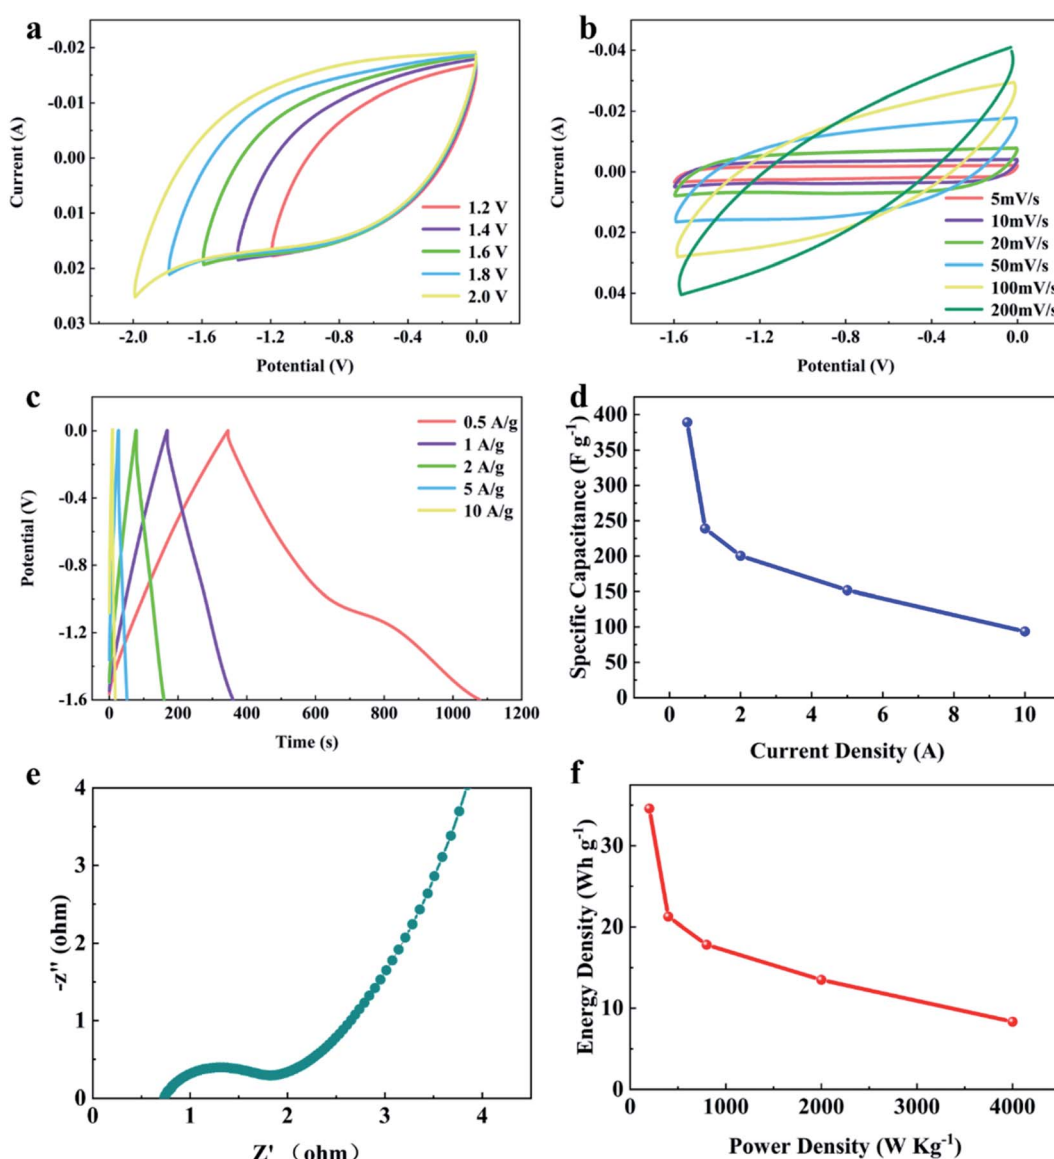 a
-0.02
-0.01
0.00
0.01
0.02
0.03
Current (A)
1.2 V
1.4 V
1.6 V
1.8 V
2.0 V
-2.0 -1.6 -1.2 -0.8 -0.4 0.0
Potential (V)
b
-0.04
-0.02
0.00
0.02
0.04
Current (A)
5mV/s
10mV/s
20mV/s
50mV/s
100mV/s
200mV/s
-1.6 -1.2 -0.8 -0.4 0.0
Potential (V)
c
0.0
-0.4
-0.8
-1.2
-1.6
Potential (V)
0.5 A/g
1 A/g
2 A/g
5 A/g
10 A/g
0 200 400 600 800 1000 1200
Time (s)
d
400
350
300
250
200
150
100
50
0
Specific Capacitance (F g-1)
0 2 4 6 8 10
Current Density (A)
e
4
3
2
1
0
-z'' (ohm)
0 1 2 3 4
Z' （ohm）
f
30
20
10
0
Energy Density (Wh g-1)
0 1000 2000 3000 4000
Power Density (W Kg-1)